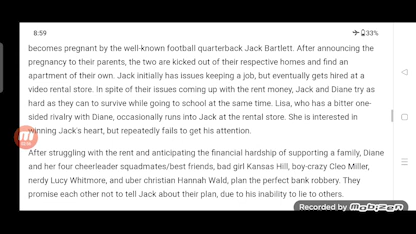 8:59
33%
becomes pregnant by the well-known football quarterback Jack Bartlett. After announcing the
pregnancy to their parents, the two are kicked out of their respective homes and find an
apartment of their own. Jack initially has issues keeping a job, but eventually gets hired at a
video rental store. In spite of their issues coming up with the rent money, Jack and Diane try as
hard as they can to survive while going to school at the same time. Lisa, who has a bitter one-
sided rivalry with Diane, occasionally runs into Jack at the rental store. She is interested in
winning Jack's heart, but repeatedly fails to get his attention.
After struggling with the rent and anticipating the financial hardship of supporting a family, Diane
and her four cheerleader squadmates/best friends, bad girl Kansas Hill, boy-crazy Cleo Miller,
nerdy Lucy Whitmore, and uber christian Hannah Wald, plan the perfect bank robbery. They
promise each other not to tell Jack about their plan, due to his inability to lie to others.
Recorded by Mobizen